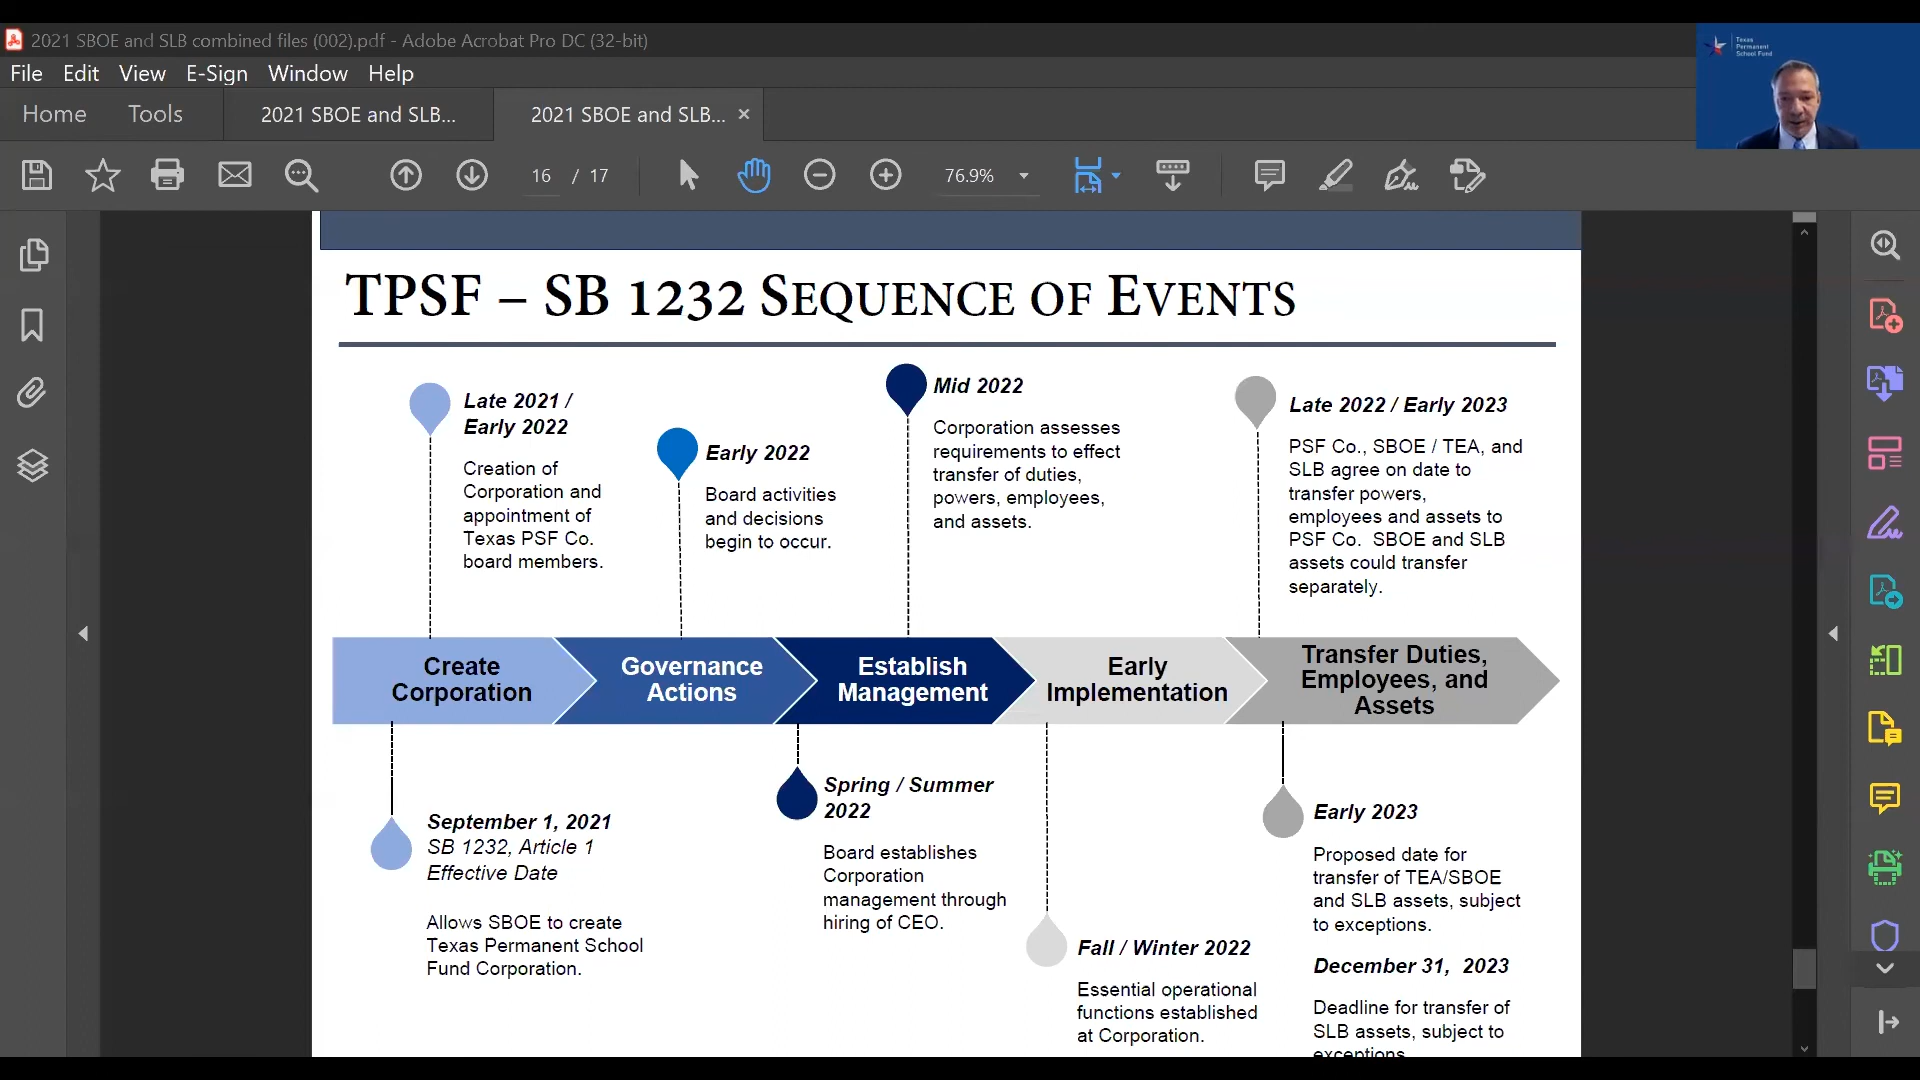 2021 SBOE and SLB combined files (002).pdf - Adobe Acrobat Pro DC (32-bit)
File Edit View E-Sign Window Help
Home Tools 2021 SBOE and SLB... 2021 SBOE and SLB... ×
16 / 17 76.9%
Texas
Permanent
School Fund
TPSF – SB 1232 SEQUENCE OF EVENTS
Late 2021 /
Early 2022
Creation of
Corporation and
appointment of
Texas PSF Co.
board members.
Early 2022
Board activities
and decisions
begin to occur.
Mid 2022
Corporation assesses
requirements to effect
transfer of duties,
powers, employees,
and assets.
Late 2022 / Early 2023
PSF Co., SBOE / TEA, and
SLB agree on date to
transfer powers,
employees and assets to
PSF Co. SBOE and SLB
assets could transfer
separately.
Create
Corporation
Governance
Actions
Establish
Management
Early
Implementation
Transfer Duties,
Employees, and
Assets
September 1, 2021
SB 1232, Article 1
Effective Date
Allows SBOE to create
Texas Permanent School
Fund Corporation.
Spring / Summer
2022
Board establishes
Corporation
management through
hiring of CEO.
Fall / Winter 2022
Essential operational
functions established
at Corporation.
Early 2023
Proposed date for
transfer of TEA/SBOE
and SLB assets, subject
to exceptions.
December 31, 2023
Deadline for transfer of
SLB assets, subject to
exceptions